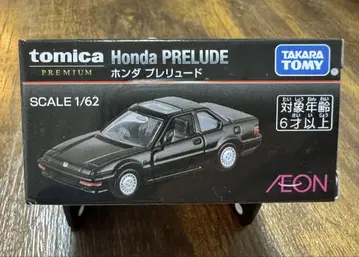 tomica
PREMIUM
Honda PRELUDE
ホンダ プレリュード
TAKARA
TOMY
SCALE 1/62
対象年齢
6才以上
ÆON